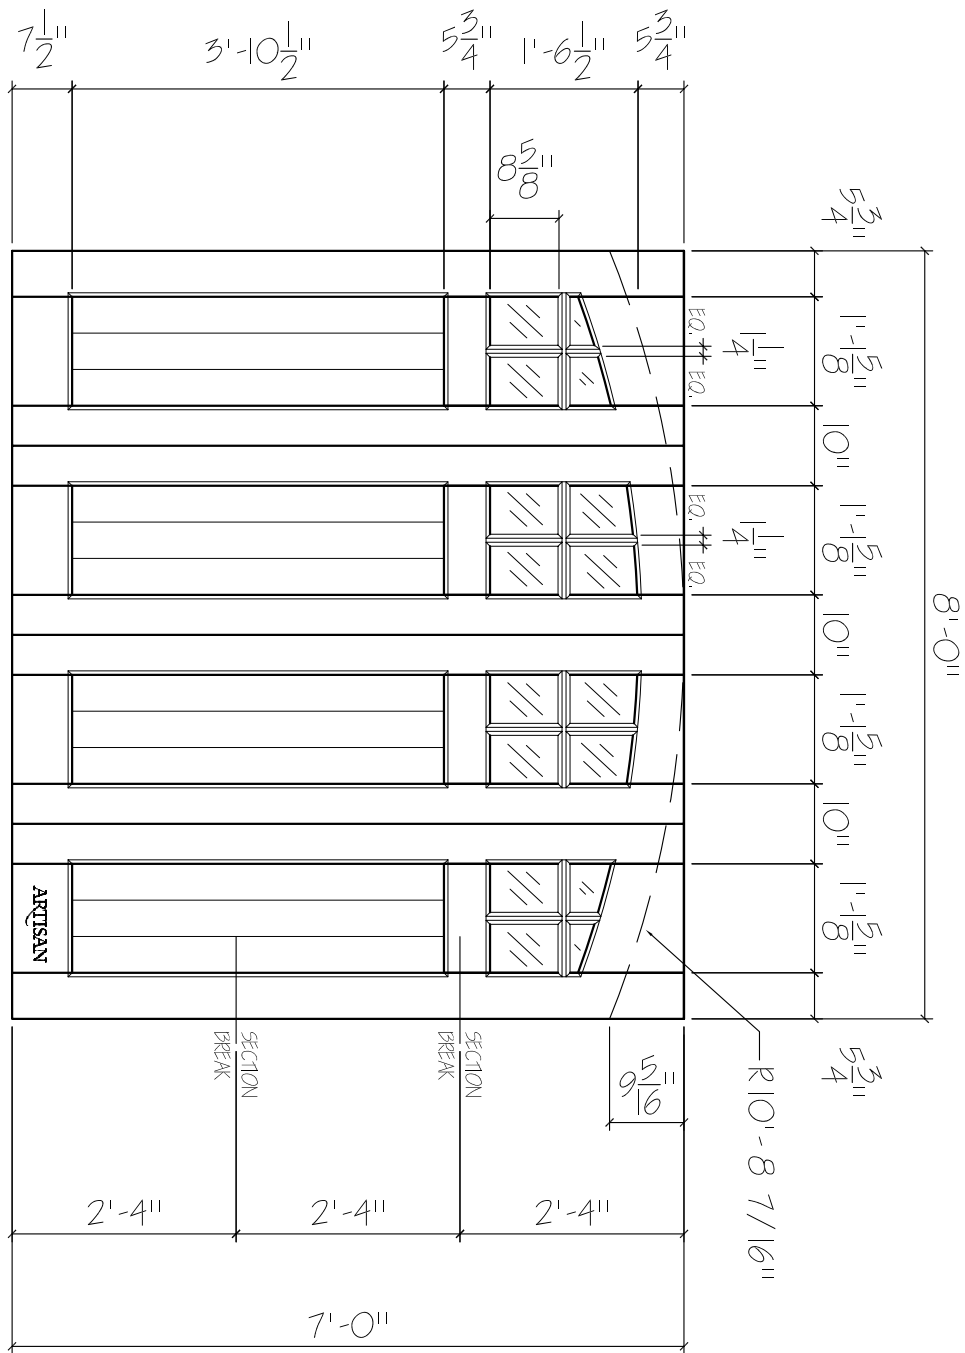 7 1/2"
3'-10 1/2"
5 3/4"
1'-6 1/2"
5 3/4"
8 5/8"
5 3/4"
1'-1 5/8"
10"
1'-1 5/8"
10"
1'-1 5/8"
10"
1'-1 5/8"
5 3/4"
8'-0"
EQ.
1 1/4"
EQ.
EQ.
1 1/4"
EQ.
ARTISAN
SECTION
BREAK
SECTION
BREAK
9 5/16"
R 10'-8 7/16"
2'-4"
2'-4"
2'-4"
7'-0"